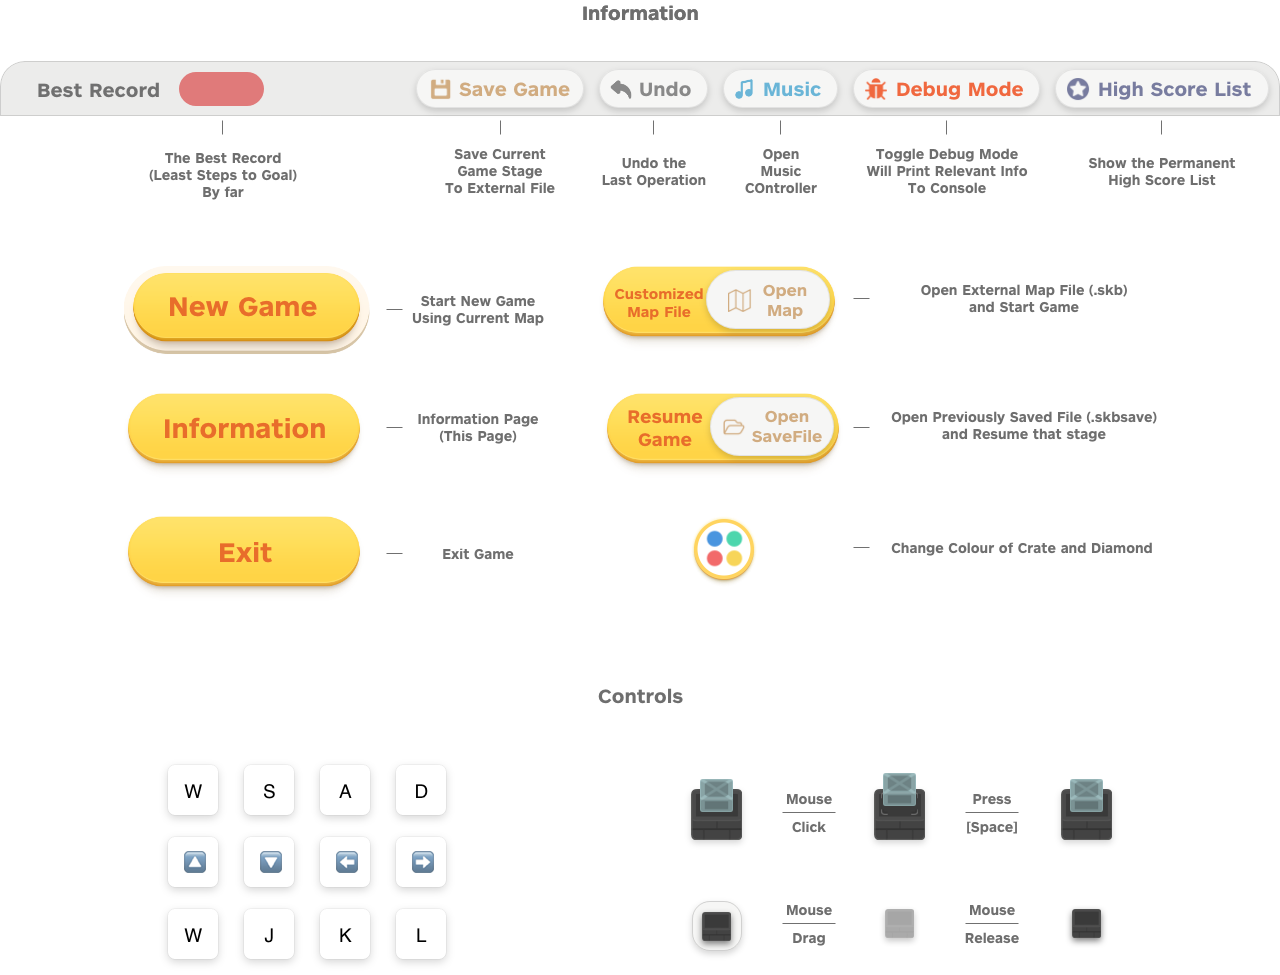 Information
Best Record
Save Game
Undo
Music
Debug Mode
High Score List
The Best Record
(Least Steps to Goal)
By far
Save Current
Game Stage
To External File
Undo the
Last Operation
Open
Music
COntroller
Toggle Debug Mode
Will Print Relevant Info
To Console
Show the Permanent
High Score List
New Game
Start New Game
Using Current Map
Customized
Map File
Open
Map
Open External Map File (.skb)
and Start Game
Information
Information Page
(This Page)
Resume
Game
Open
SaveFile
Open Previously Saved File (.skbsave)
and Resume that stage
Exit
Exit Game
Change Colour of Crate and Diamond
Controls
W
S
A
D
Mouse
Click
Press
[Space]
W
J
K
L
Mouse
Drag
Mouse
Release